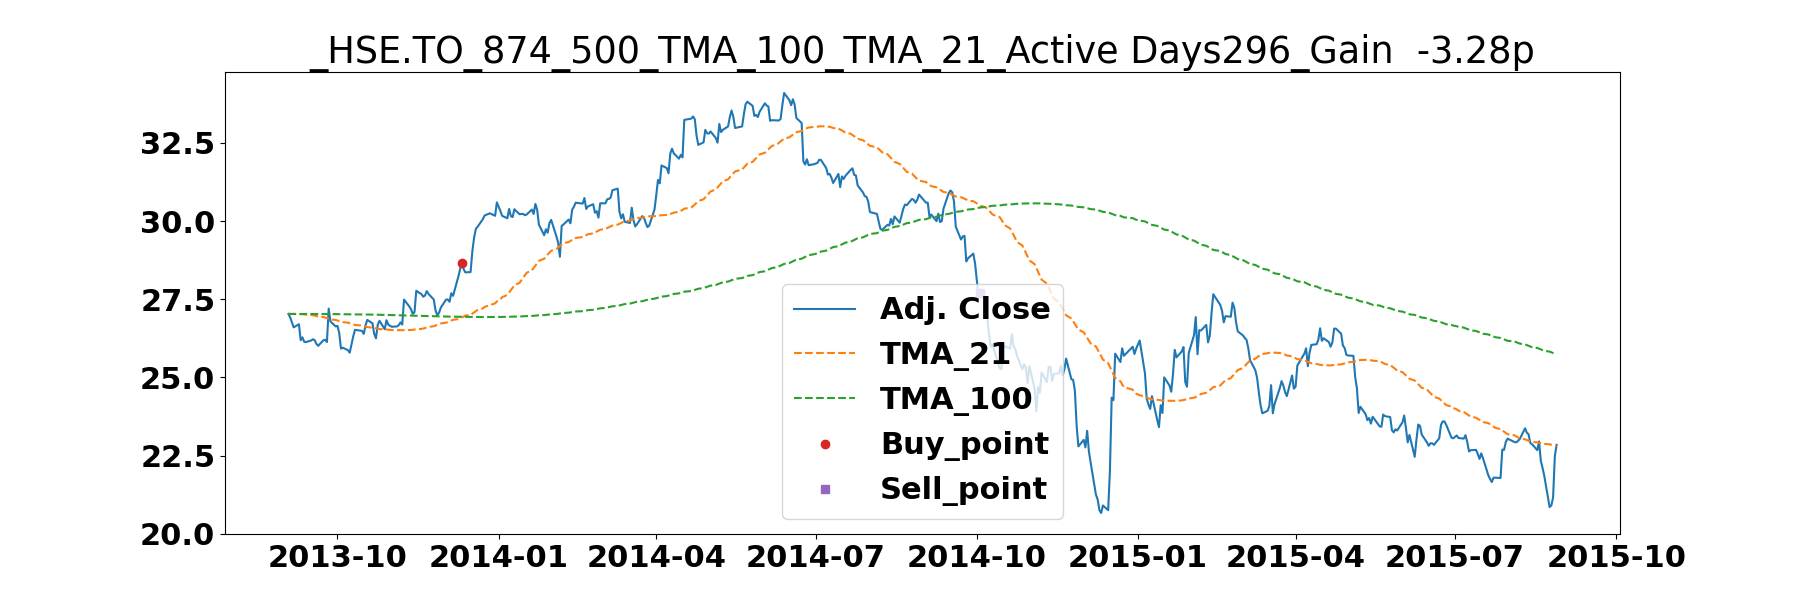 _HSE.TO_874_500_TMA_100_TMA_21_Active Days296_Gain  -3.28p
32.5
30.0
27.5
25.0
22.5
20.0
Adj. Close
TMA_21
TMA_100
Buy_point
Sell_point
2013-10 2014-01 2014-04 2014-07 2014-10 2015-01 2015-04 2015-07 2015-10